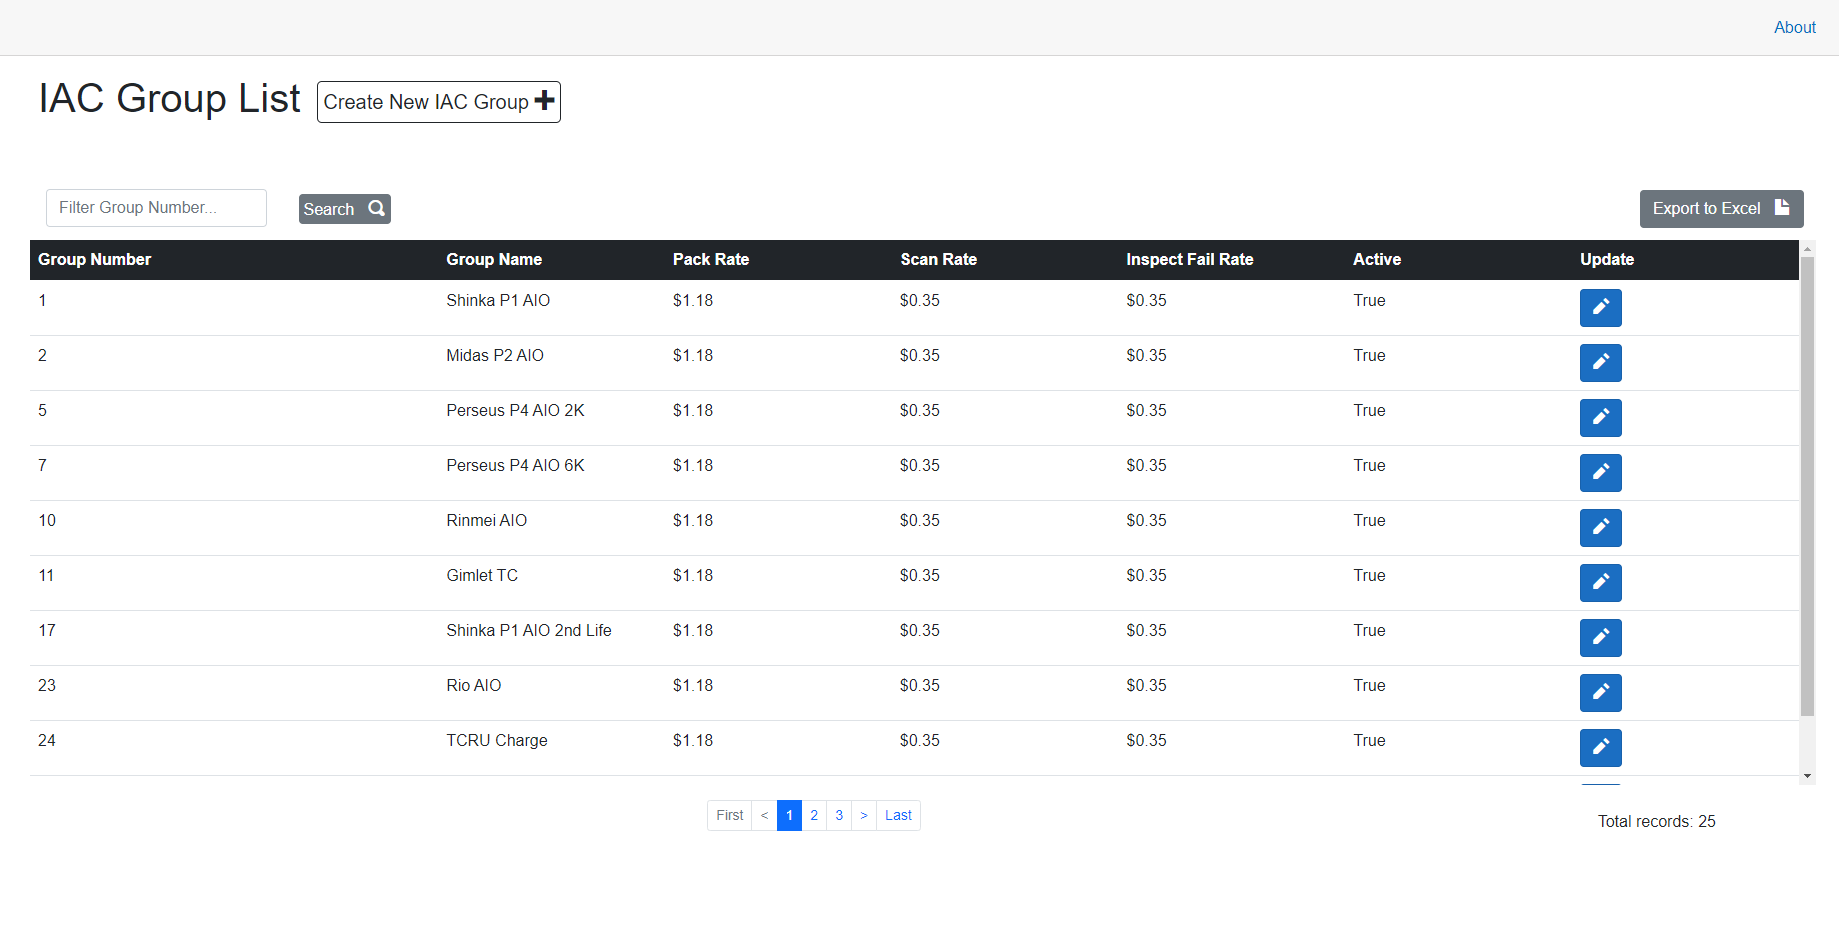 About
IAC Group List
Create New IAC Group
Filter Group Number...
Search
Export to Excel
Group Number Group Name Pack Rate Scan Rate Inspect Fail Rate Active Update
1 Shinka P1 AIO $1.18 $0.35 $0.35 True
2 Midas P2 AIO $1.18 $0.35 $0.35 True
5 Perseus P4 AIO 2K $1.18 $0.35 $0.35 True
7 Perseus P4 AIO 6K $1.18 $0.35 $0.35 True
10 Rinmei AIO $1.18 $0.35 $0.35 True
11 Gimlet TC $1.18 $0.35 $0.35 True
17 Shinka P1 AIO 2nd Life $1.18 $0.35 $0.35 True
23 Rio AIO $1.18 $0.35 $0.35 True
24 TCRU Charge $1.18 $0.35 $0.35 True
First < 1 2 3 > Last
Total records: 25